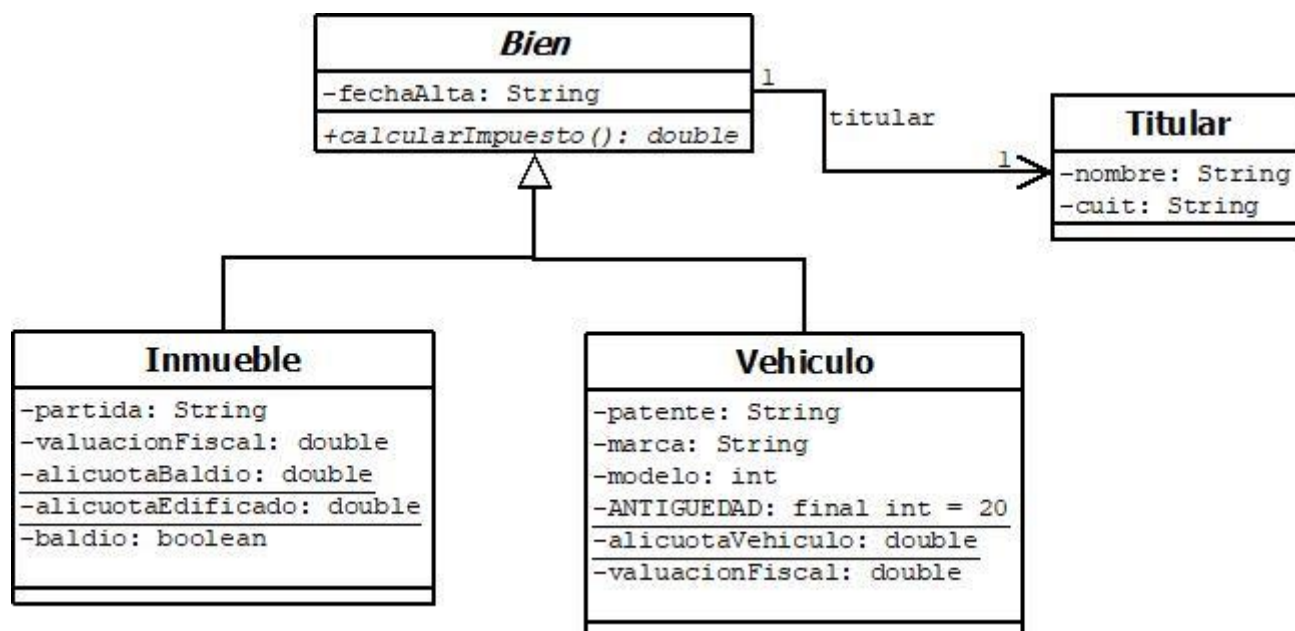 Bien
-fechaAlta: String
+calcularImpuesto(): double
1
titular
1
Titular
-nombre: String
-cuit: String
Inmueble
-partida: String
-valuacionFiscal: double
-alicuotaBaldio: double
-alicuotaEdificado: double
-baldio: boolean
Vehiculo
-patente: String
-marca: String
-modelo: int
-ANTIGUEDAD: final int = 20
-alicuotaVehiculo: double
-valuacionFiscal: double